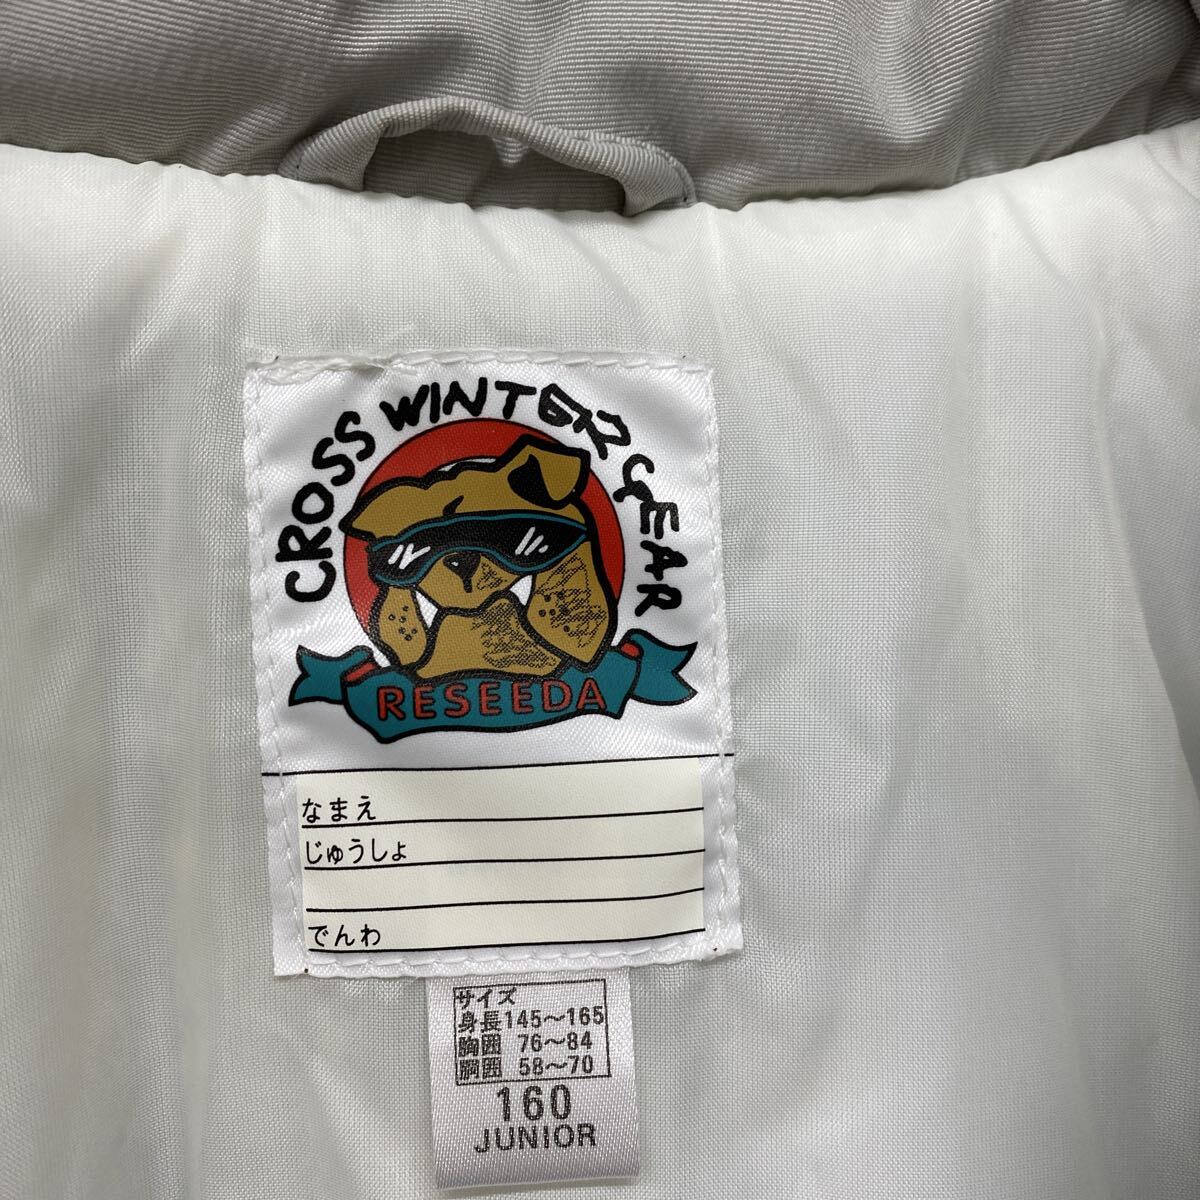 CROSS WINTER GEAR
RESEEDA
なまえ
じゅうしょ
でんわ
サイズ
身長145〜165
胸囲 76〜84
胴囲 58〜70
160
JUNIOR